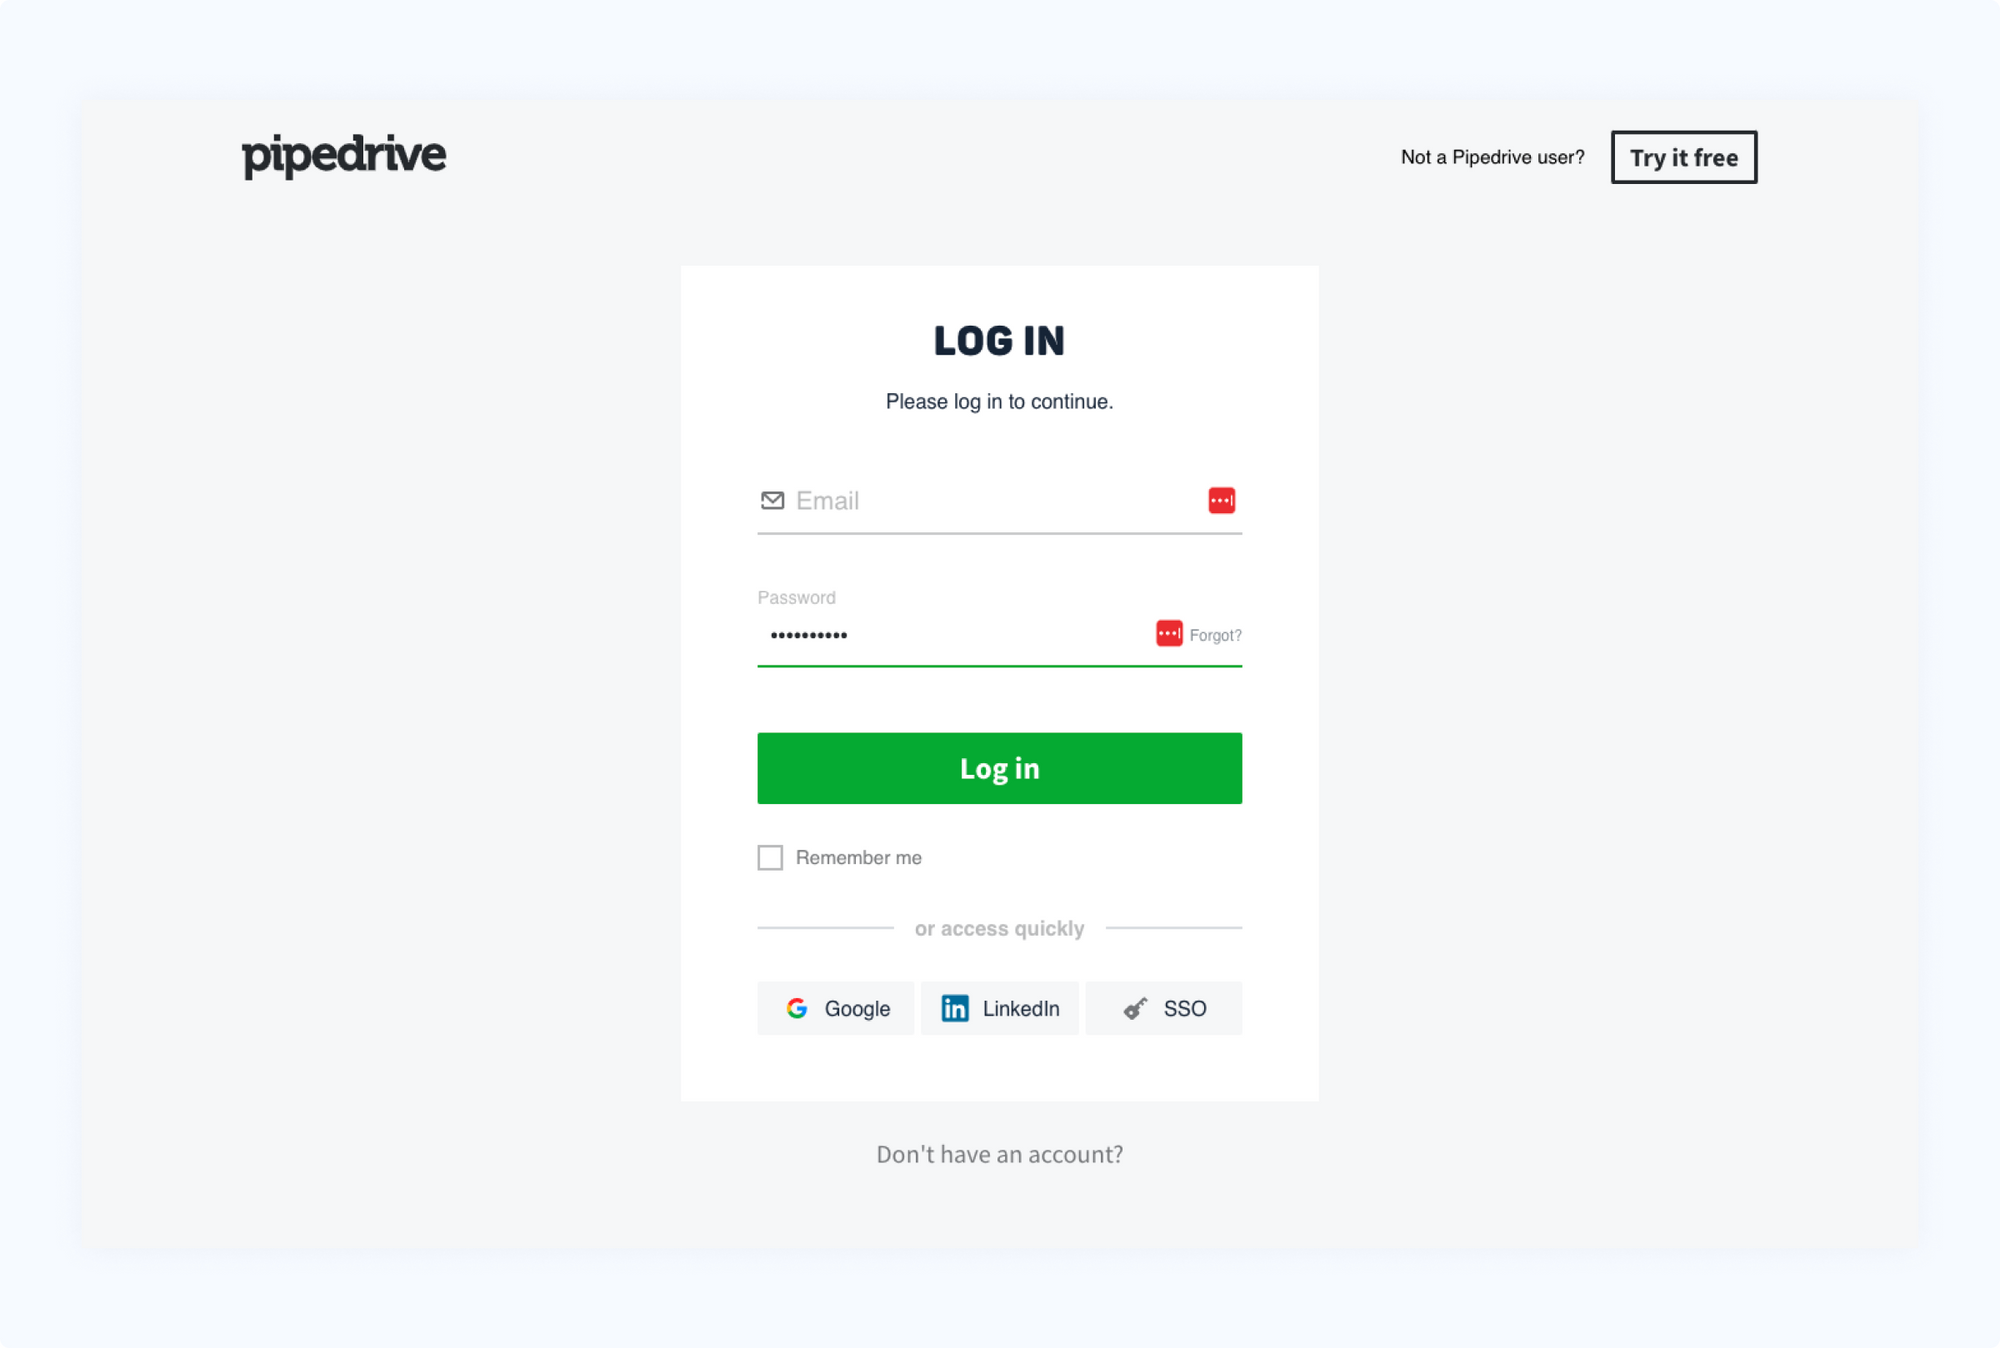 pipedrive
Not a Pipedrive user?
Try it free
LOG IN
Please log in to continue.
Email
Password
••••••••••
Forgot?
Log in
Remember me
or access quickly
Google
in LinkedIn
SSO
Don't have an account?